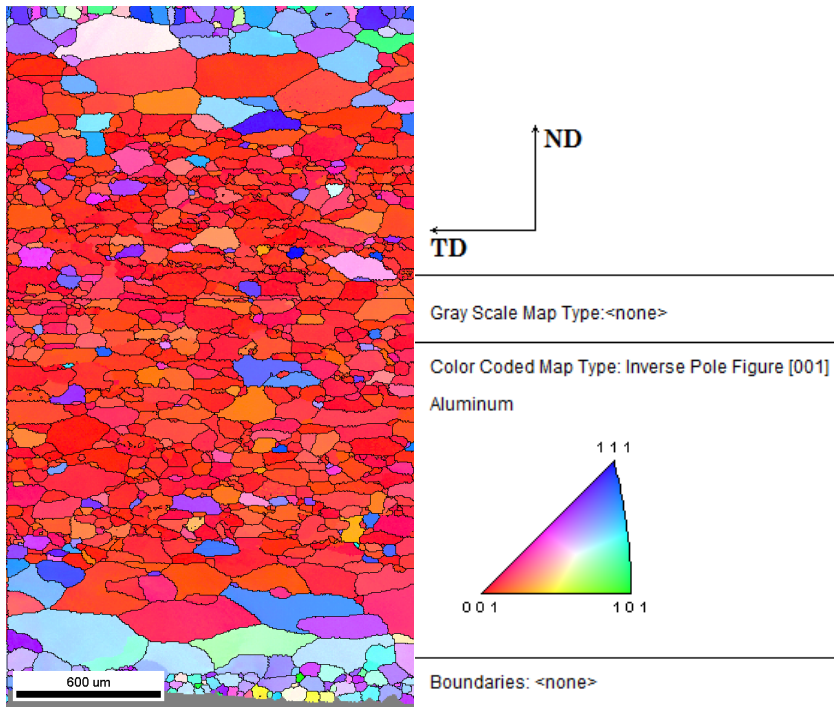 ND
TD
Gray Scale Map Type:<none>
Color Coded Map Type: Inverse Pole Figure [001]
Aluminum
1 1 1
0 0 1
1 0 1
600 um
Boundaries: <none>